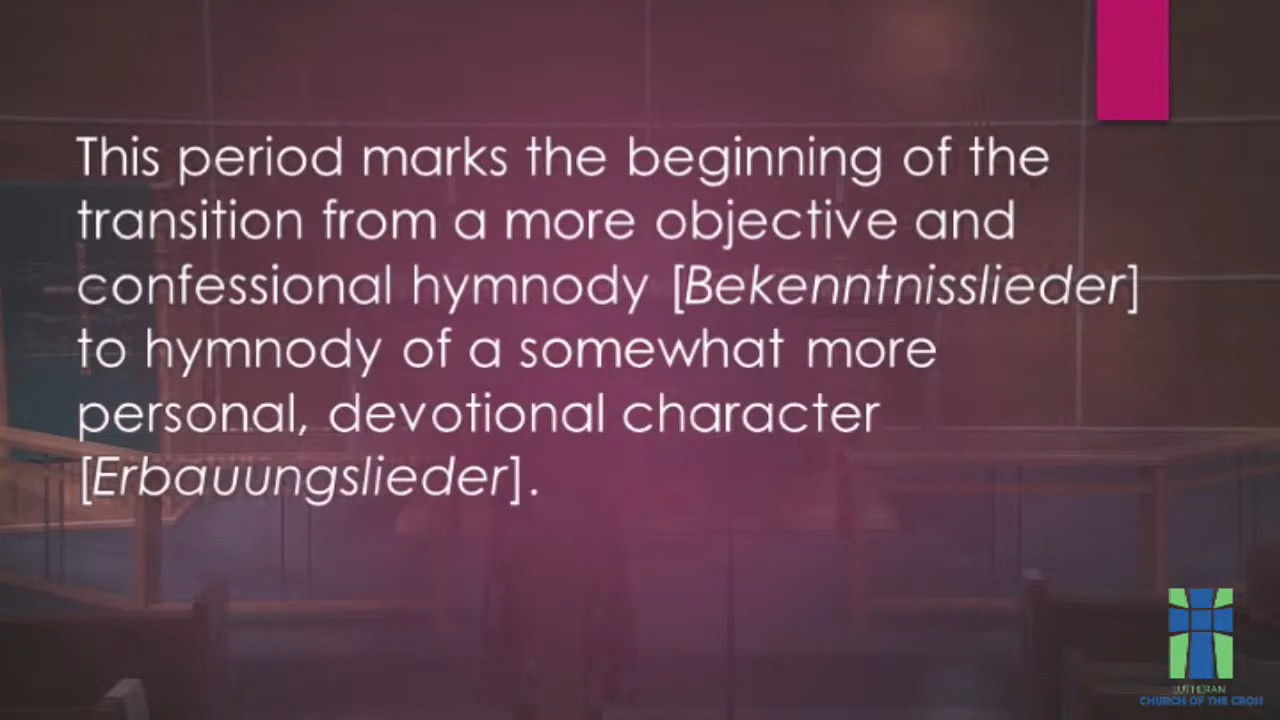 This period marks the beginning of the
transition from a more objective and
confessional hymnody [Bekenntnisslieder]
to hymnody of a somewhat more
personal, devotional character
[Erbauungslieder].
LUTHERAN
CHURCH OF THE CROSS